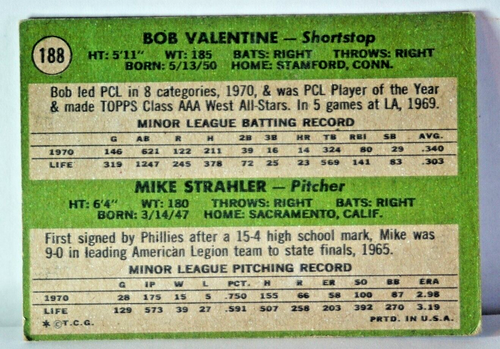 188
BOB VALENTINE — Shortstop
HT: 5'11" WT: 185 BATS: RIGHT THROWS: RIGHT
BORN: 5/13/50 HOME: STAMFORD, CONN.
Bob led PCL in 8 categories, 1970, & was PCL Player of the Year
& made TOPPS Class AAA West All-Stars. In 5 games at LA, 1969.
MINOR LEAGUE BATTING RECORD
G AB R H 2B 3B HR TB RBI SB AVG.
1970 146 621 122 211 39 16 14 324 80 29 .340
LIFE 319 1247 245 378 72 25 23 569 141 83 .303
MIKE STRAHLER — Pitcher
HT: 6'4" WT: 180 THROWS: RIGHT BATS: RIGHT
BORN: 3/14/47 HOME: SACRAMENTO, CALIF.
First signed by Phillies after a 15-4 high school mark, Mike was
9-0 in leading American Legion team to state finals, 1965.
MINOR LEAGUE PITCHING RECORD
G IP W L PCT. H R ER SO BB ERA
1970 28 175 15 5 .750 155 66 58 100 87 2.98
LIFE 129 573 39 27 .591 507 258 203 392 270 3.19
* © T.C.G. PRTD. IN U.S.A.